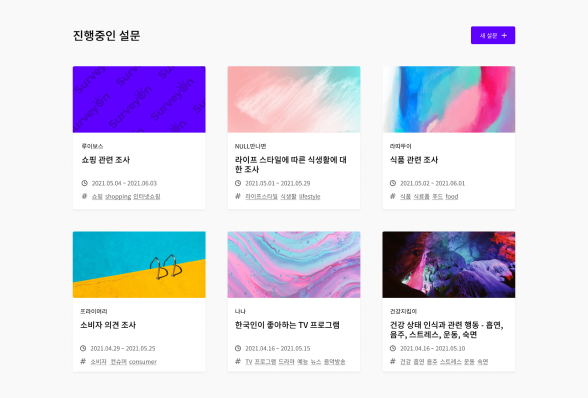 진행중인 설문
새 설문 +
Surveyon
루이보스
쇼핑 관련 조사
2021.05.04 ~ 2021.06.03
# 쇼핑 shopping 인터넷쇼핑
NULL만나면
라이프 스타일에 따른 식생활에 대
한 조사
2021.05.01 ~ 2021.05.29
# 라이프스타일 식생활 lifestyle
라따뚜이
식품 관련 조사
2021.05.02 ~ 2021.06.01
# 식품 식료품 푸드 food
프라이머리
소비자 의견 조사
2021.04.29 ~ 2021.05.25
# 소비자 컨슈머 consumer
나나
한국인이 좋아하는 TV 프로그램
2021.04.16 ~ 2021.05.15
# TV 프로그램 드라마 예능 뉴스 음악방송
건강지킴이
건강 상태 인식과 관련 행동 - 흡연,
음주, 스트레스, 운동, 숙면
2021.04.16 ~ 2021.05.10
# 건강 흡연 음주 스트레스 운동 숙면